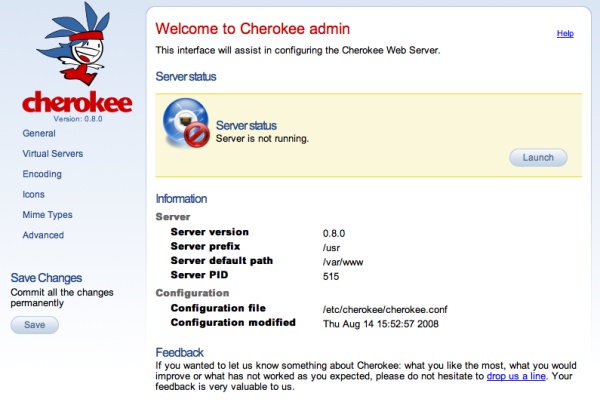 cherokee
Version: 0.8.0
General
Virtual Servers
Encoding
Icons
Mime Types
Advanced
Save Changes
Commit all the changes
permanently
Save
Welcome to Cherokee admin
Help
This interface will assist in configuring the Cherokee Web Server.
Server status
Server status
Server is not running.
Launch
Information
Server
Server version 0.8.0
Server prefix /usr
Server default path /var/www
Server PID 515
Configuration
Configuration file /etc/cherokee/cherokee.conf
Configuration modified Thu Aug 14 15:52:57 2008
Feedback
If you want to let us know something about Cherokee: what you like the most, what you would
improve or what has not worked as you expected, please do not hesitate to drop us a line. Your
feedback is very valuable to us.